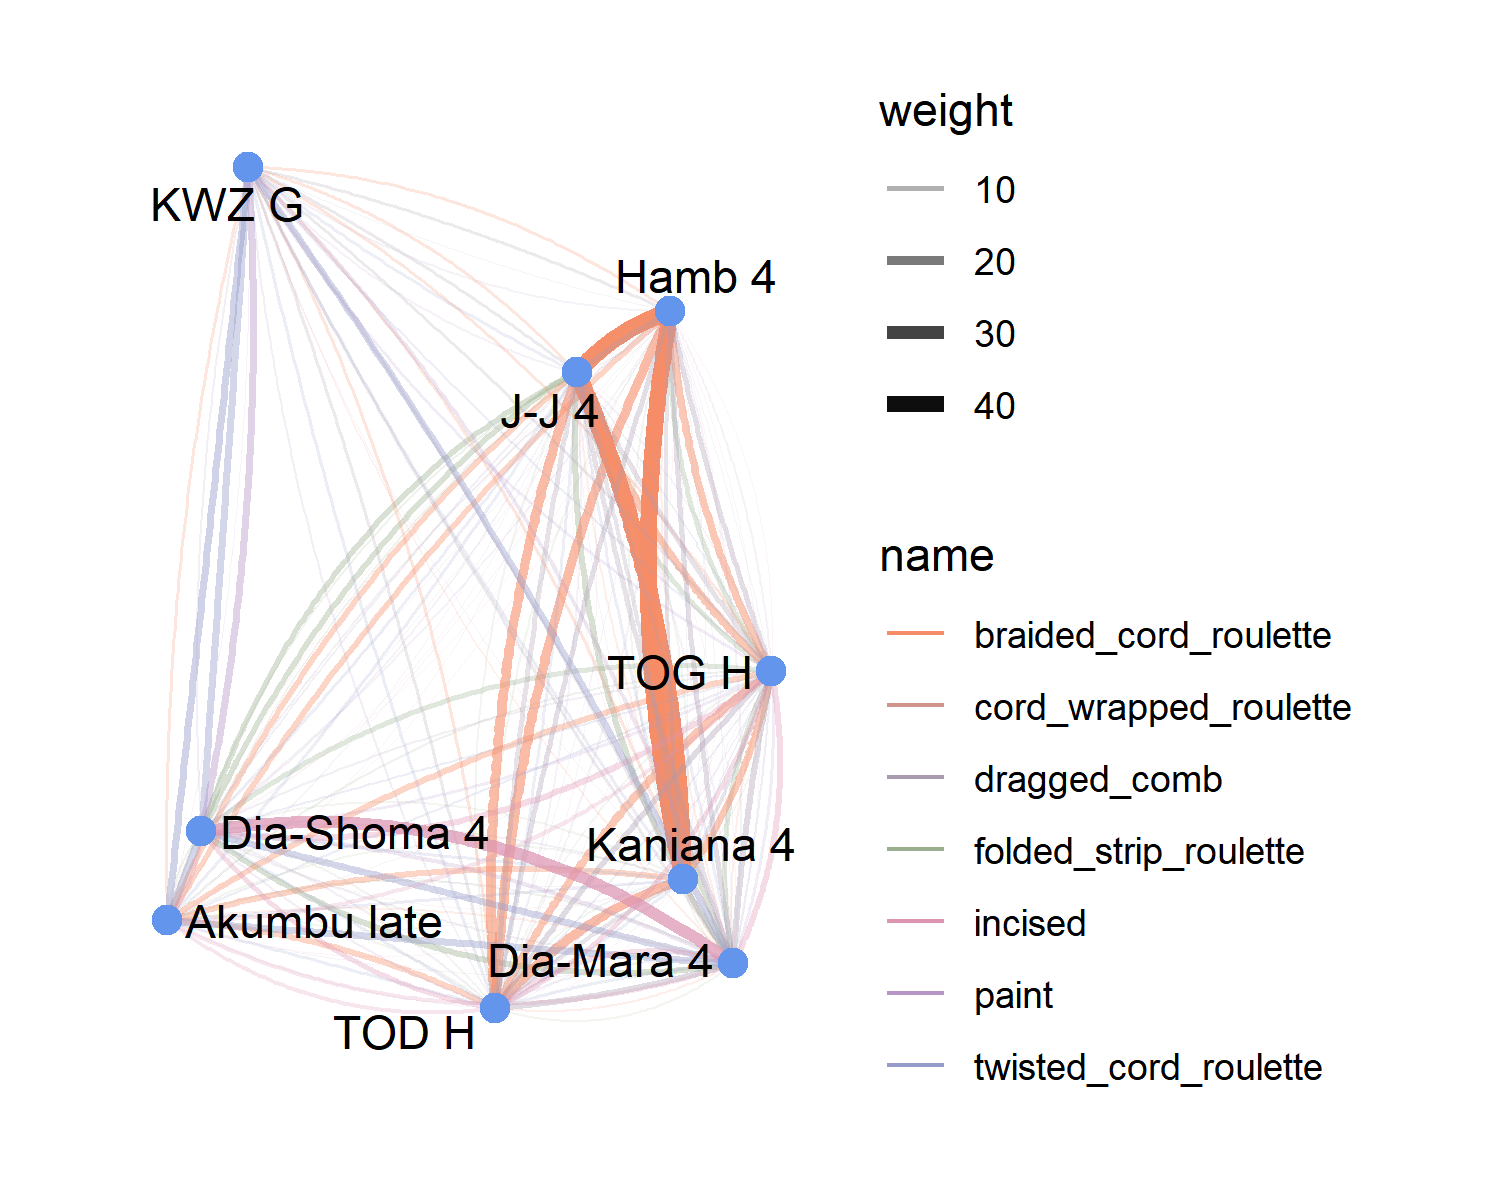 KWZ G
Hamb 4
J-J 4
TOG H
Dia-Shoma 4
Kaniana 4
Akumbu late
Dia-Mara 4
TOD H
weight
10
20
30
40
name
braided_cord_roulette
cord_wrapped_roulette
dragged_comb
folded_strip_roulette
incised
paint
twisted_cord_roulette